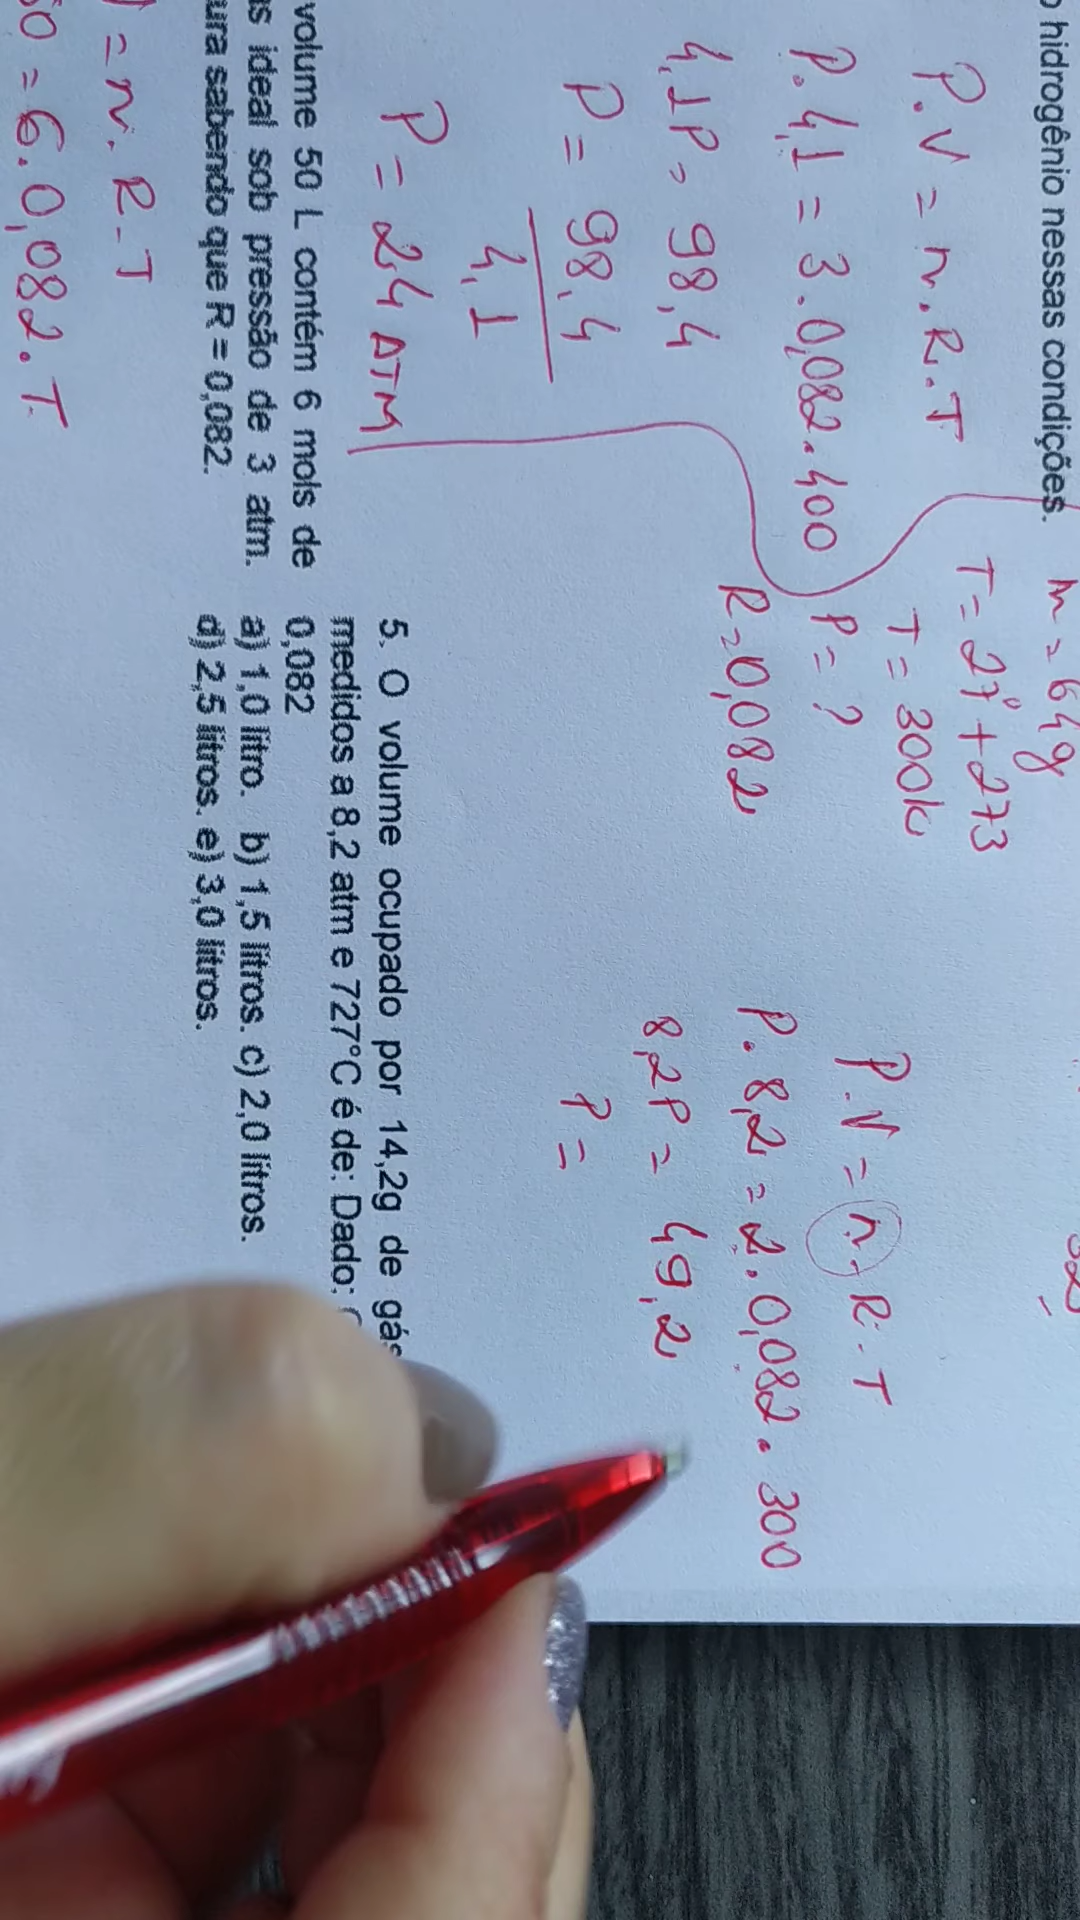 hidrogênio nessas condições.
P.V = n.R.T
P.4,1 = 3.0,082.400
4,1P = 98,4
P = 98,4
4,1
P = 24 ATM
m = 64g
T = 27° + 273
T = 300k
P = ?
R = 0,082
P.V = n.R.T
P.8,2 = 2.0,082.300
8,2P = 49,2
P =
volume 50 L contém 6 mols de
ideal sob pressão de 3 atm.
sabendo que R = 0,082.
= n.R.T
= 6.0,082.T
5. O volume ocupado por 14,2g de
medidos a 8,2 atm e 727°C é de: Dado:
0,082
a) 1,0 litro. b) 1,5 litros. c) 2,0 litros.
d) 2,5 litros. e) 3,0 litros.